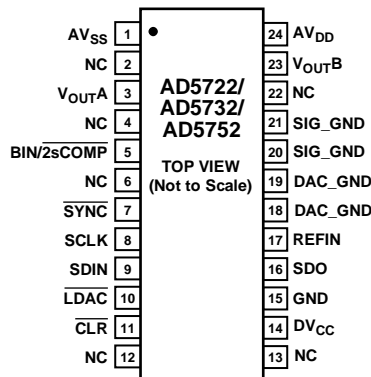 AVSS 1
NC 2
VOUTA 3
NC 4
BIN/2sCOMP 5
NC 6
SYNC 7
SCLK 8
SDIN 9
LDAC 10
CLR 11
NC 12
AD5722/
AD5732/
AD5752
TOP VIEW
(Not to Scale)
24 AVDD
23 VOUTB
22 NC
21 SIG_GND
20 SIG_GND
19 DAC_GND
18 DAC_GND
17 REFIN
16 SDO
15 GND
14 DVCC
13 NC